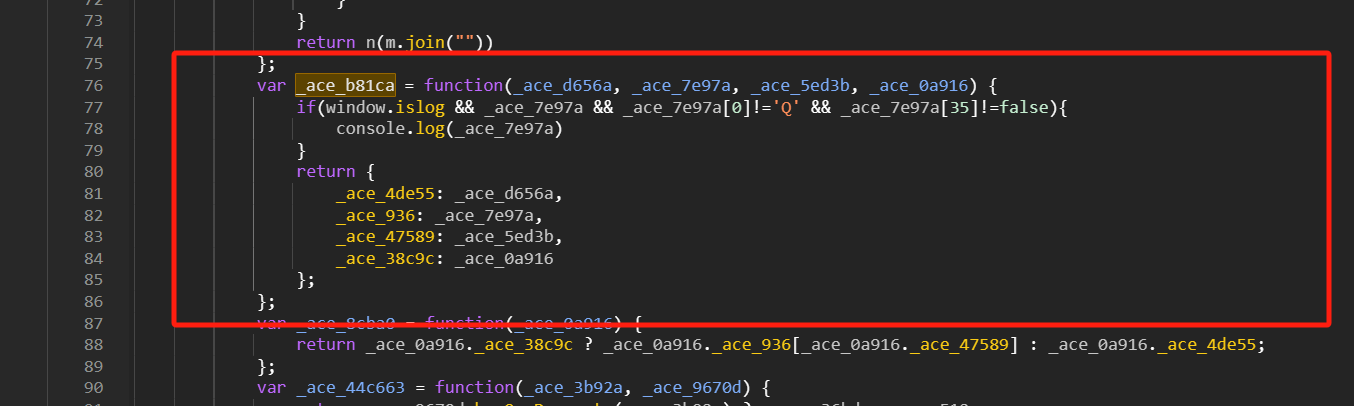 72 }
73 }
74 return n(m.join(""))
75 };
76 var _ace_b81ca = function(_ace_d656a, _ace_7e97a, _ace_5ed3b, _ace_0a916) {
77 if(window.islog && _ace_7e97a && _ace_7e97a[0]!='Q' && _ace_7e97a[35]!=false){
78 console.log(_ace_7e97a)
79 }
80 return {
81 _ace_4de55: _ace_d656a,
82 _ace_936: _ace_7e97a,
83 _ace_47589: _ace_5ed3b,
84 _ace_38c9c: _ace_0a916
85 };
86 };
87 var _ace_8cba0 = function(_ace_0a916) {
88 return _ace_0a916._ace_38c9c ? _ace_0a916._ace_936[_ace_0a916._ace_47589] : _ace_0a916._ace_4de55;
89 };
90 var _ace_44c663 = function(_ace_3b92a, _ace_9670d) {